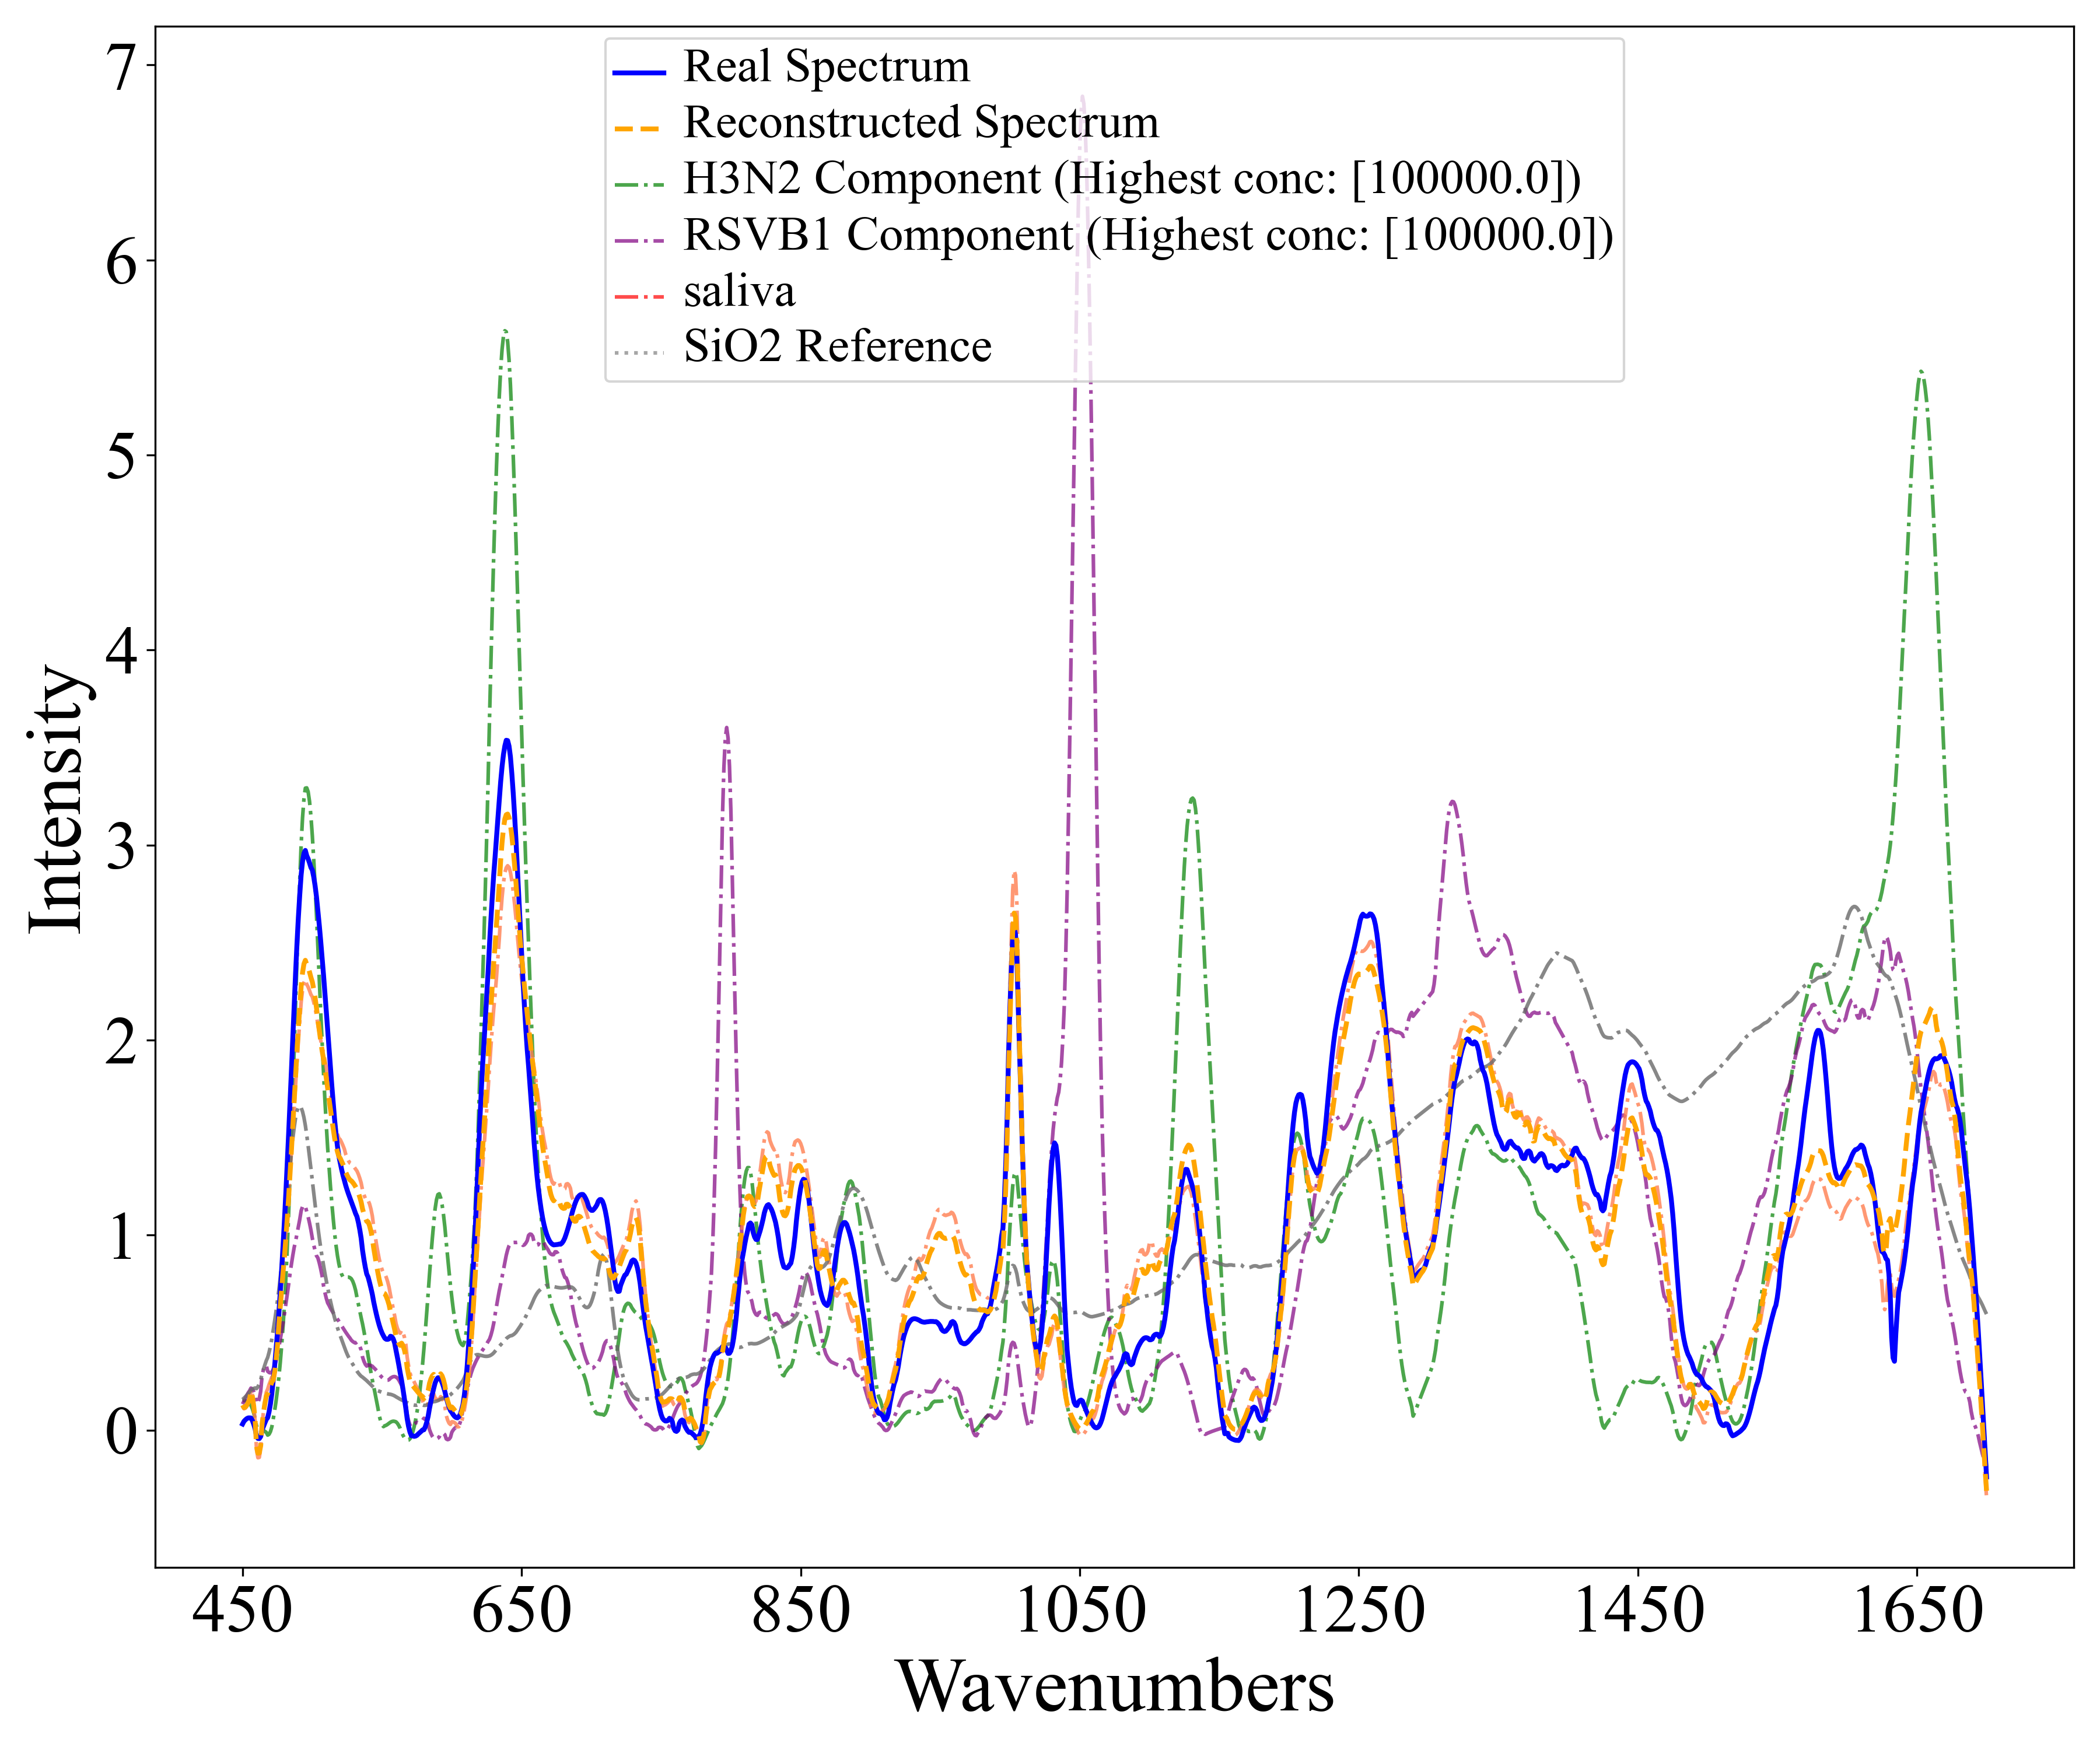 Real Spectrum
Reconstructed Spectrum
H3N2 Component (Highest conc: [100000.0])
RSVB1 Component (Highest conc: [100000.0])
saliva
SiO2 Reference
7
6
5
4
3
2
1
0
Intensity
450 650 850 1050 1250 1450 1650
Wavenumbers